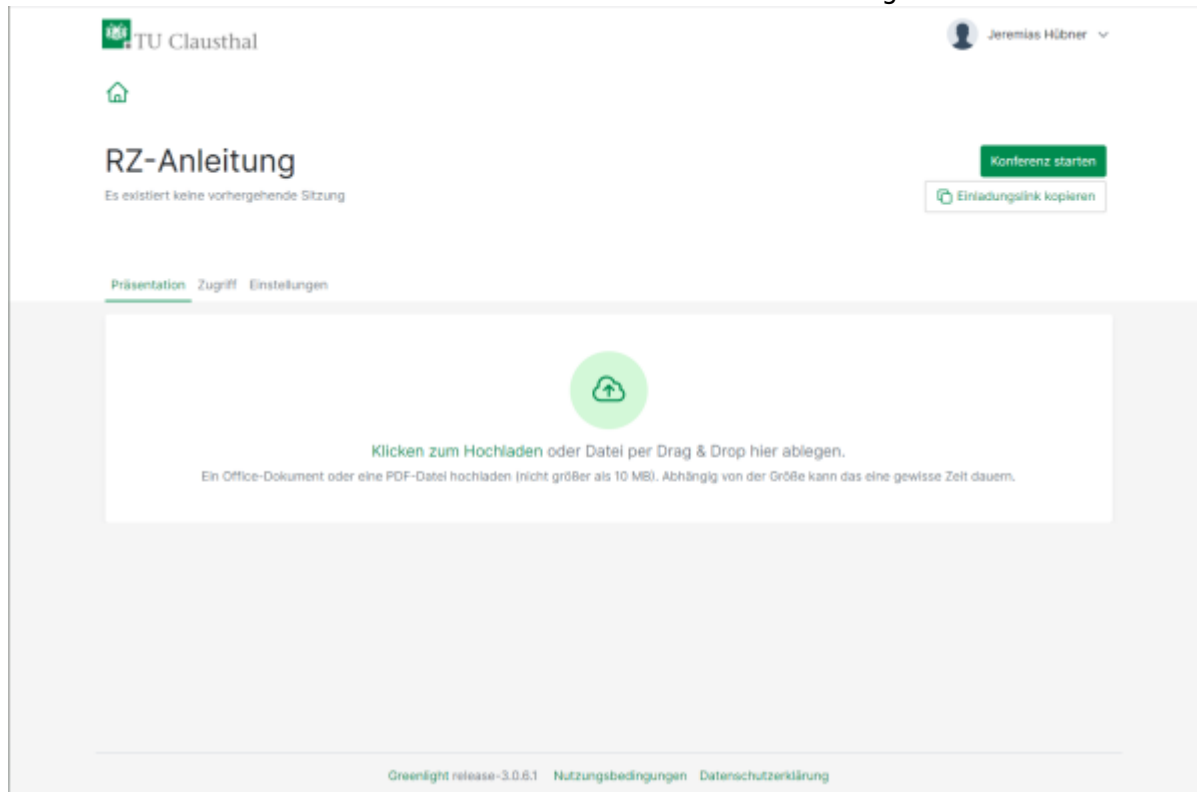 TU Clausthal
Jeremias Hübner
RZ-Anleitung
Konferenz starten
Es existiert keine vorhergehende Sitzung
Einladungslink kopieren
Präsentation Zugriff Einstellungen
Klicken zum Hochladen oder Datei per Drag & Drop hier ablegen.
Ein Office-Dokument oder eine PDF-Datei hochladen (nicht größer als 10 MB). Abhängig von der Größe kann das eine gewisse Zeit dauern.
Greenlight release-3.0.6.1 Nutzungsbedingungen Datenschutzerklärung